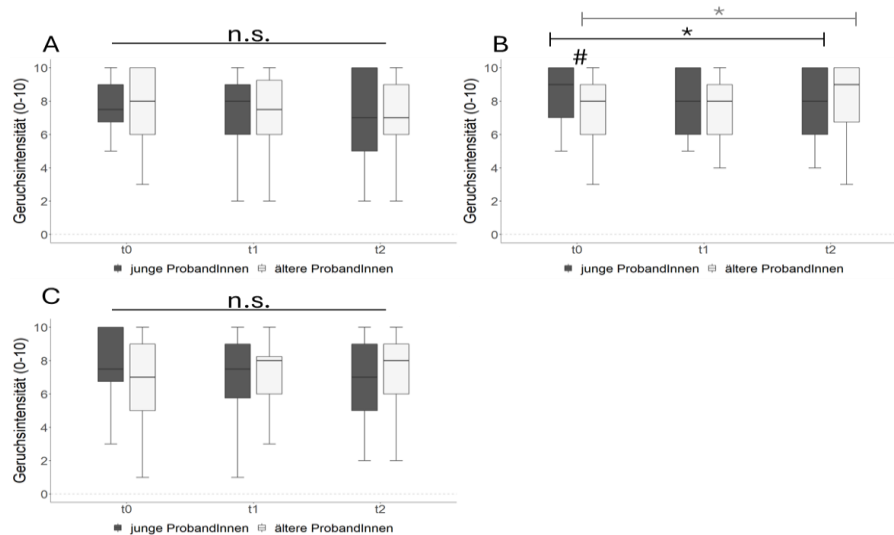 A
n.s.
Geruchsintensität (0-10)
10
8
6
4
2
0
t0 t1 t2
junge ProbandInnen ältere ProbandInnen
B
*
*
#
Geruchsintensität (0-10)
10
8
6
4
2
0
t0 t1 t2
junge ProbandInnen ältere ProbandInnen
C
n.s.
Geruchsintensität (0-10)
10
8
6
4
2
0
t0 t1 t2
junge ProbandInnen ältere ProbandInnen